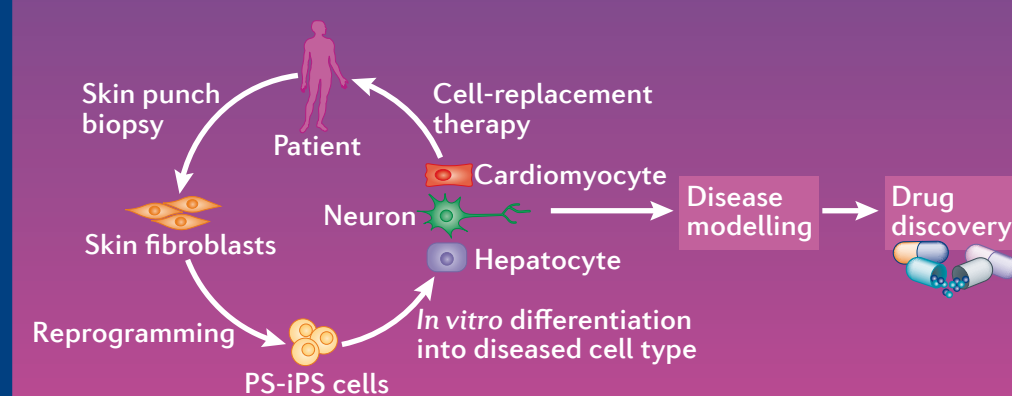 Skin punch
biopsy
Patient
Cell-replacement
therapy
Cardiomyocyte
Neuron
Hepatocyte
Skin fibroblasts
Reprogramming
PS-iPS cells
In vitro differentiation
into diseased cell type
Disease
modelling
Drug
discovery